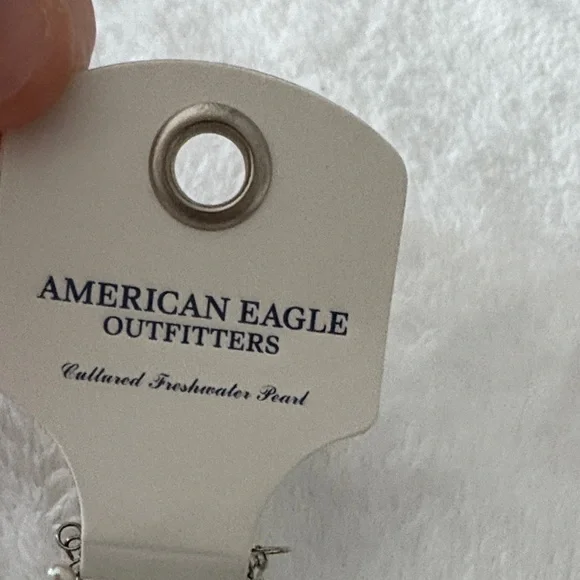 AMERICAN EAGLE
OUTFITTERS
Cultured Freshwater Pearl